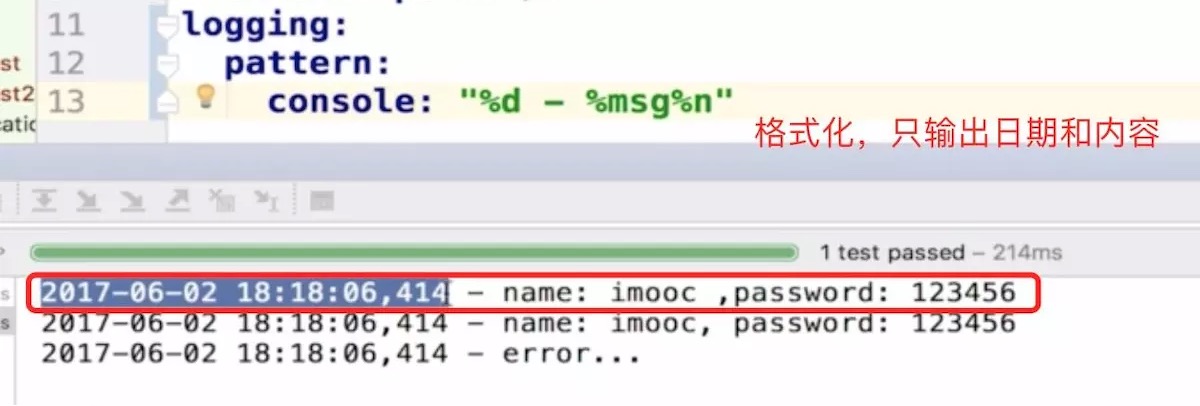 11 logging:
st
12 pattern:
st2
13 console: "%d – %msg%n"
格式化，只输出日期和内容
1 test passed – 214ms
2017-06-02 18:18:06,414 – name: imooc ,password: 123456
2017-06-02 18:18:06,414 – name: imooc, password: 123456
2017-06-02 18:18:06,414 – error...